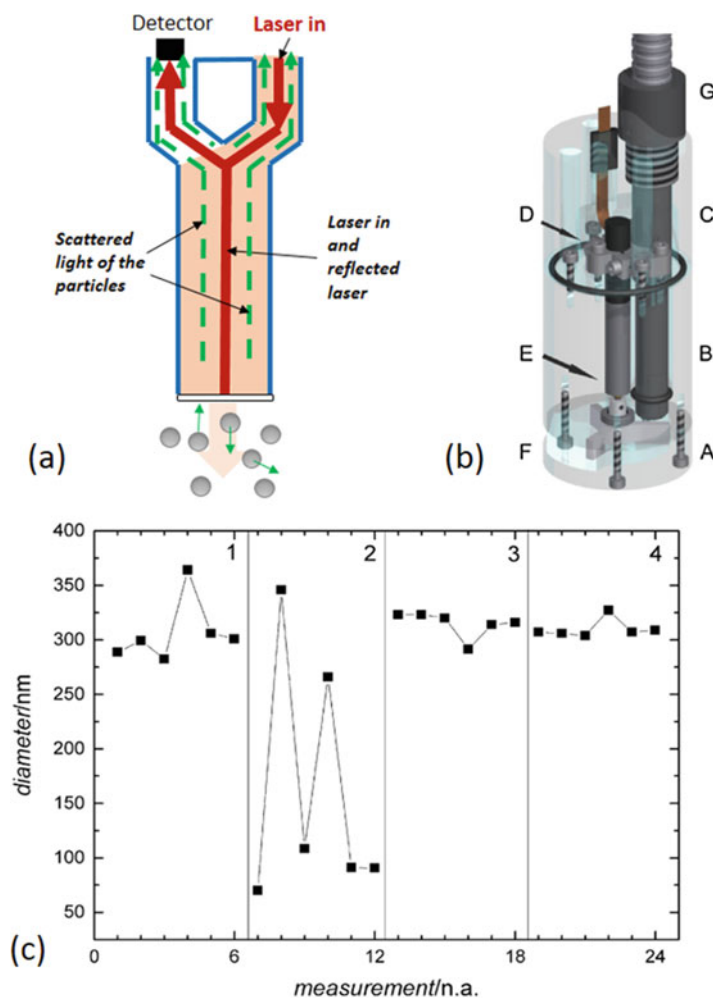 Detector
Laser in
Scattered
light of the
particles
Laser in
and
reflected
laser
(a)
G
C
D
B
E
F
A
(b)
1
2
3
4
400
350
300
250
200
150
100
50
diameter/nm
(c)
0
6
12
18
24
measurement/n.a.